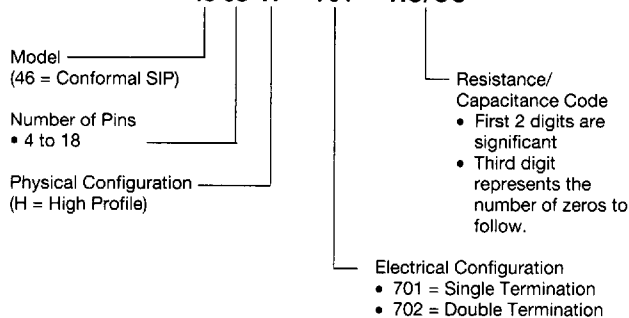 Model
(46 = Conformal SIP)
Number of Pins
• 4 to 18
Physical Configuration
(H = High Profile)
Resistance/
Capacitance Code
• First 2 digits are
significant
• Third digit
represents the
number of zeros to
follow.
Electrical Configuration
• 701 = Single Termination
• 702 = Double Termination